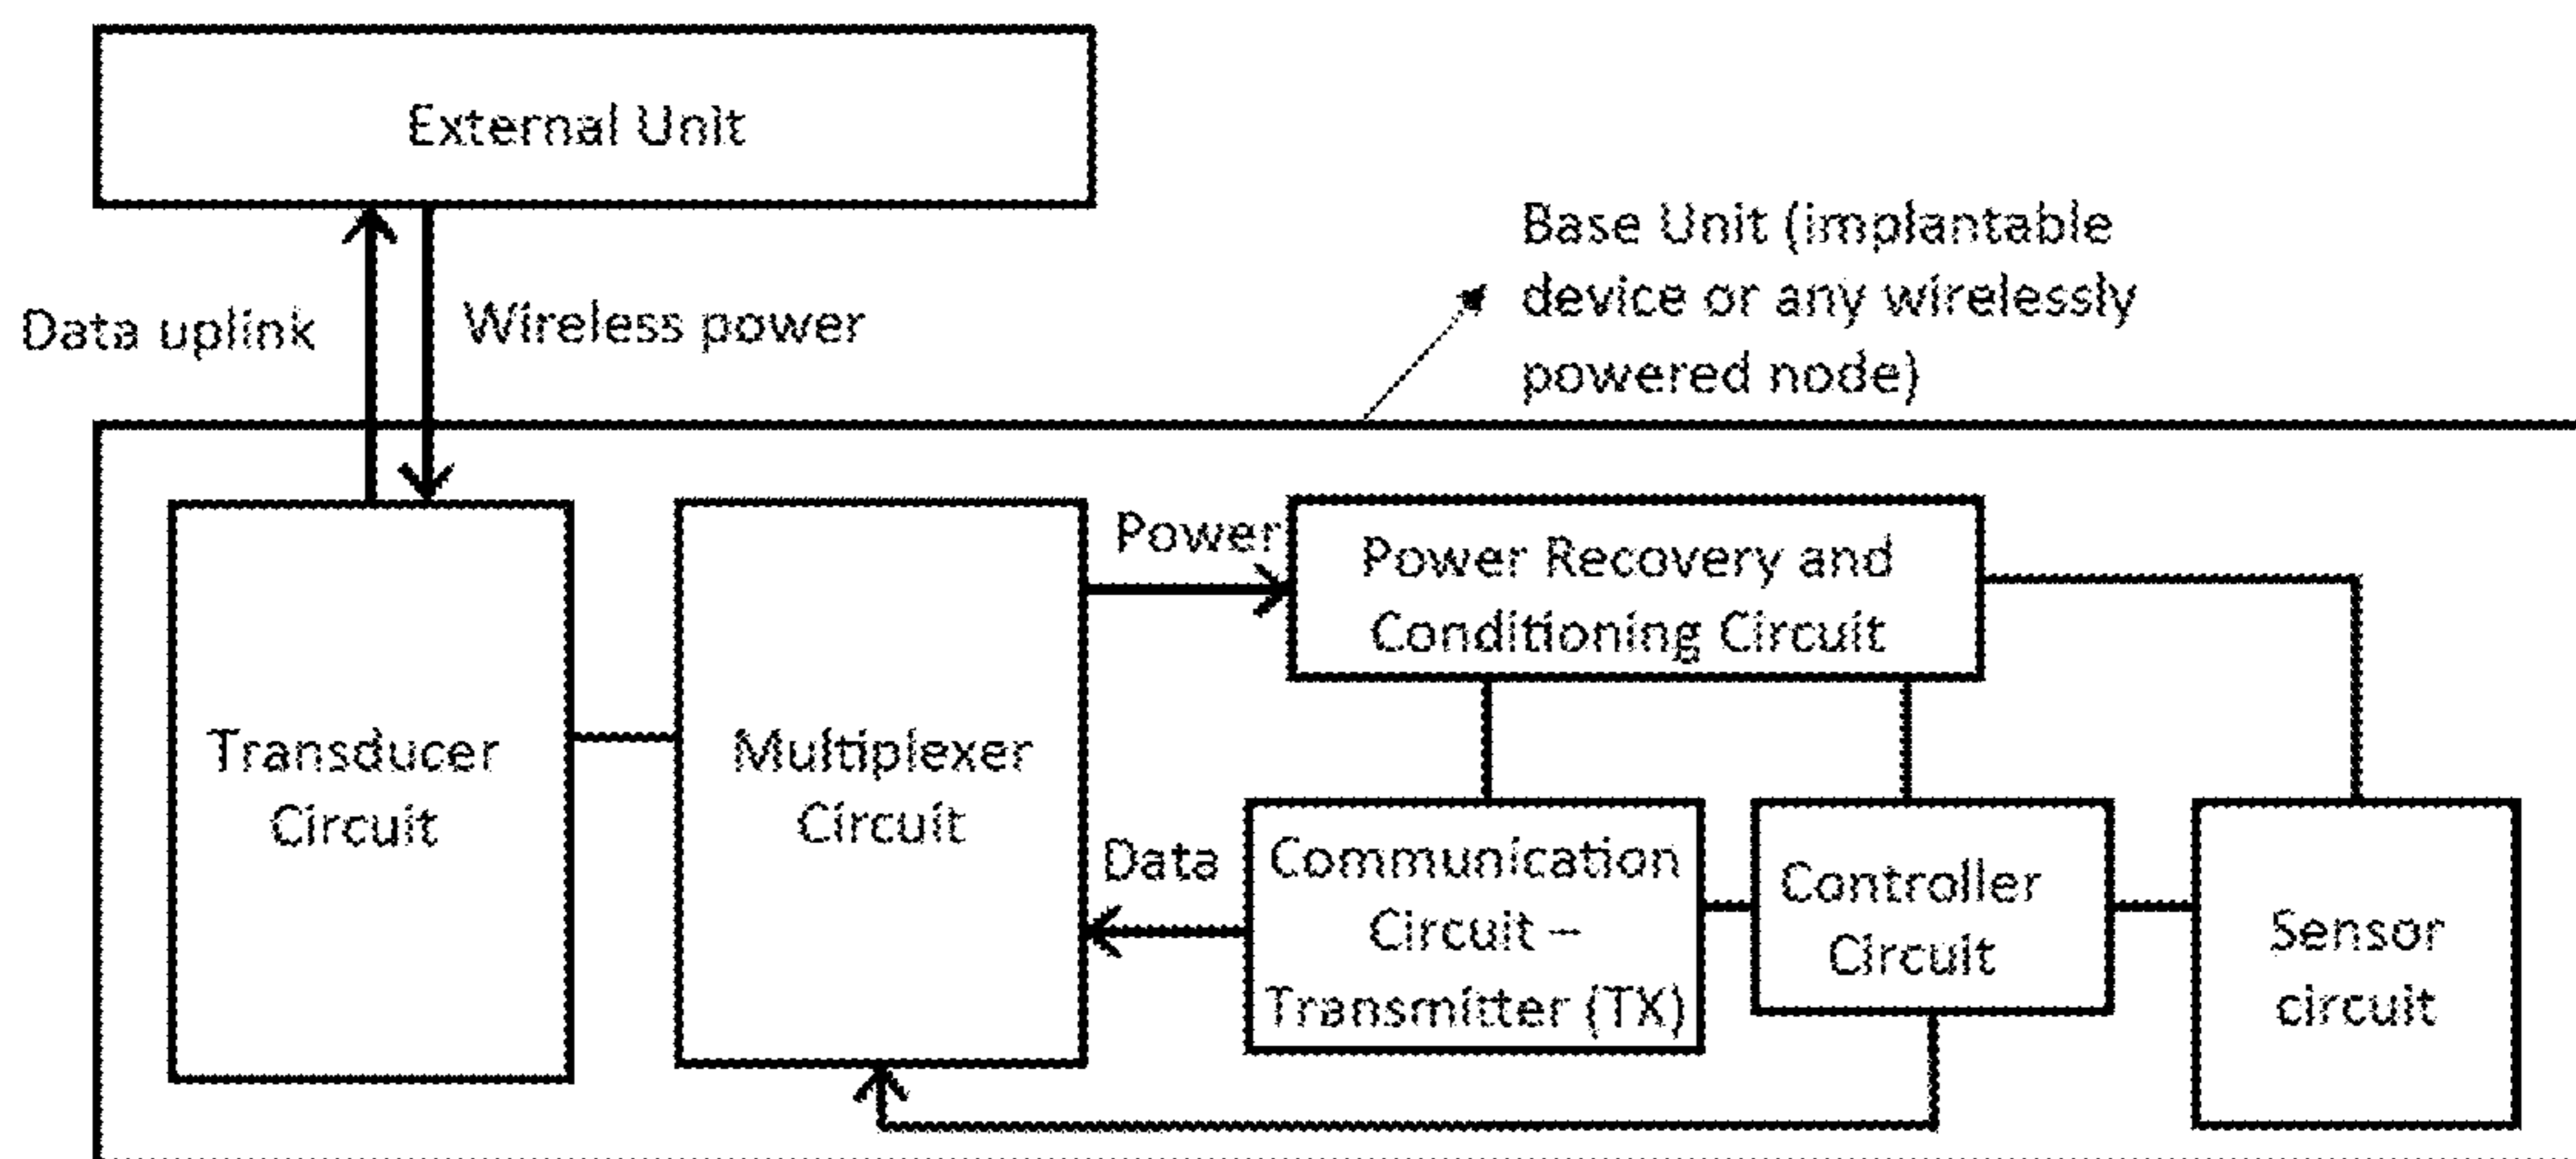 External Unit
Data uplink
Wireless power
Base Unit (implantable
device or any wirelessly
powered node)
Transducer
Circuit
Multiplexer
Circuit
Power
Power Recovery and
Conditioning Circuit
Data
Communication
Circuit –
Transmitter (TX)
Controller
Circuit
Sensor
circuit